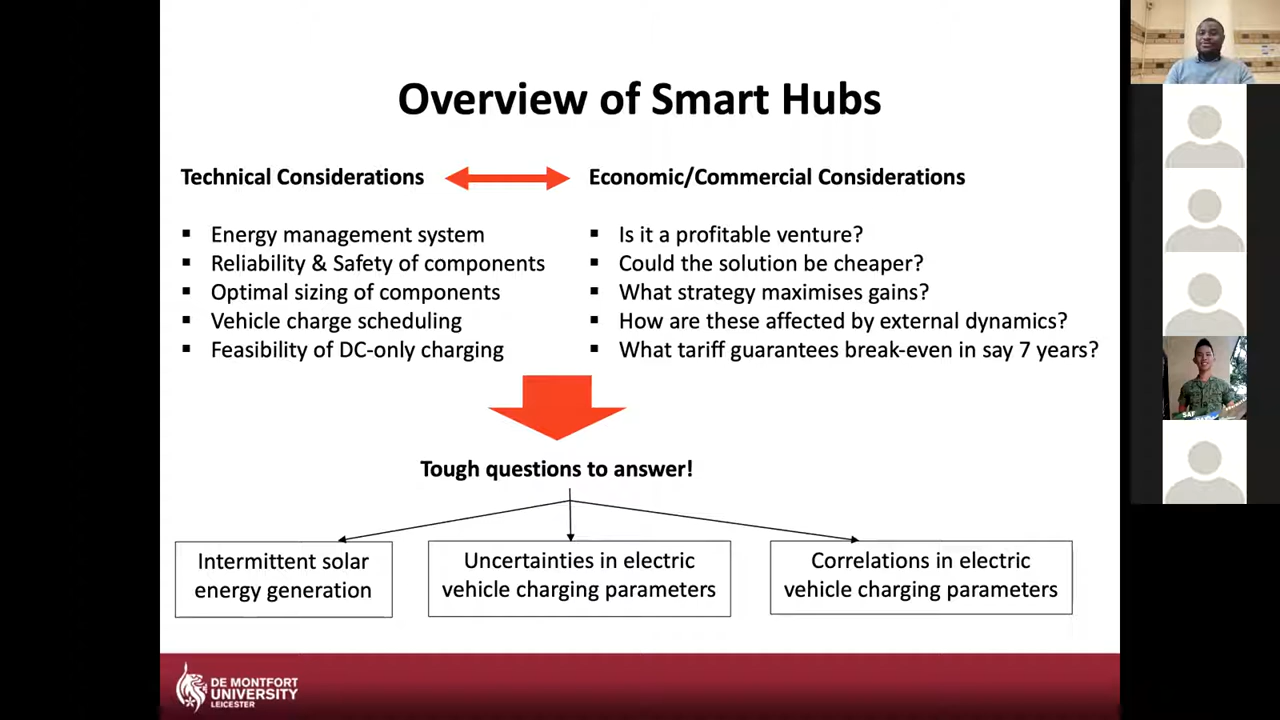 Overview of Smart Hubs
Technical Considerations
Energy management system
Reliability & Safety of components
Optimal sizing of components
Vehicle charge scheduling
Feasibility of DC-only charging
Economic/Commercial Considerations
Is it a profitable venture?
Could the solution be cheaper?
What strategy maximises gains?
How are these affected by external dynamics?
What tariff guarantees break-even in say 7 years?
Tough questions to answer!
Intermittent solar
energy generation
Uncertainties in electric
vehicle charging parameters
Correlations in electric
vehicle charging parameters
DE MONTFORT
UNIVERSITY
LEICESTER
SAF